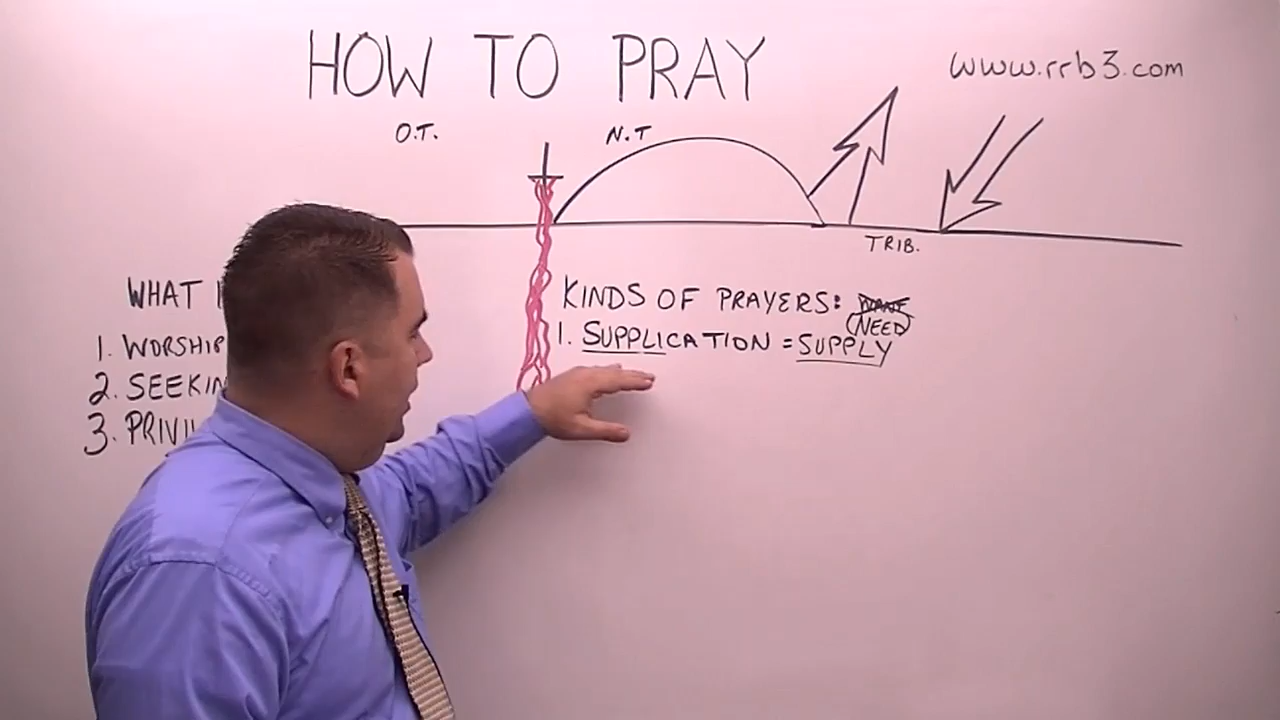 HOW TO PRAY
www.rrb3.com
O.T.
N.T
TRIB.
WHAT
1. WORSHIP
2. SEEKIN
3. PRIVI
KINDS OF PRAYERS:
NEED
1. SUPPLICATION = SUPPLY